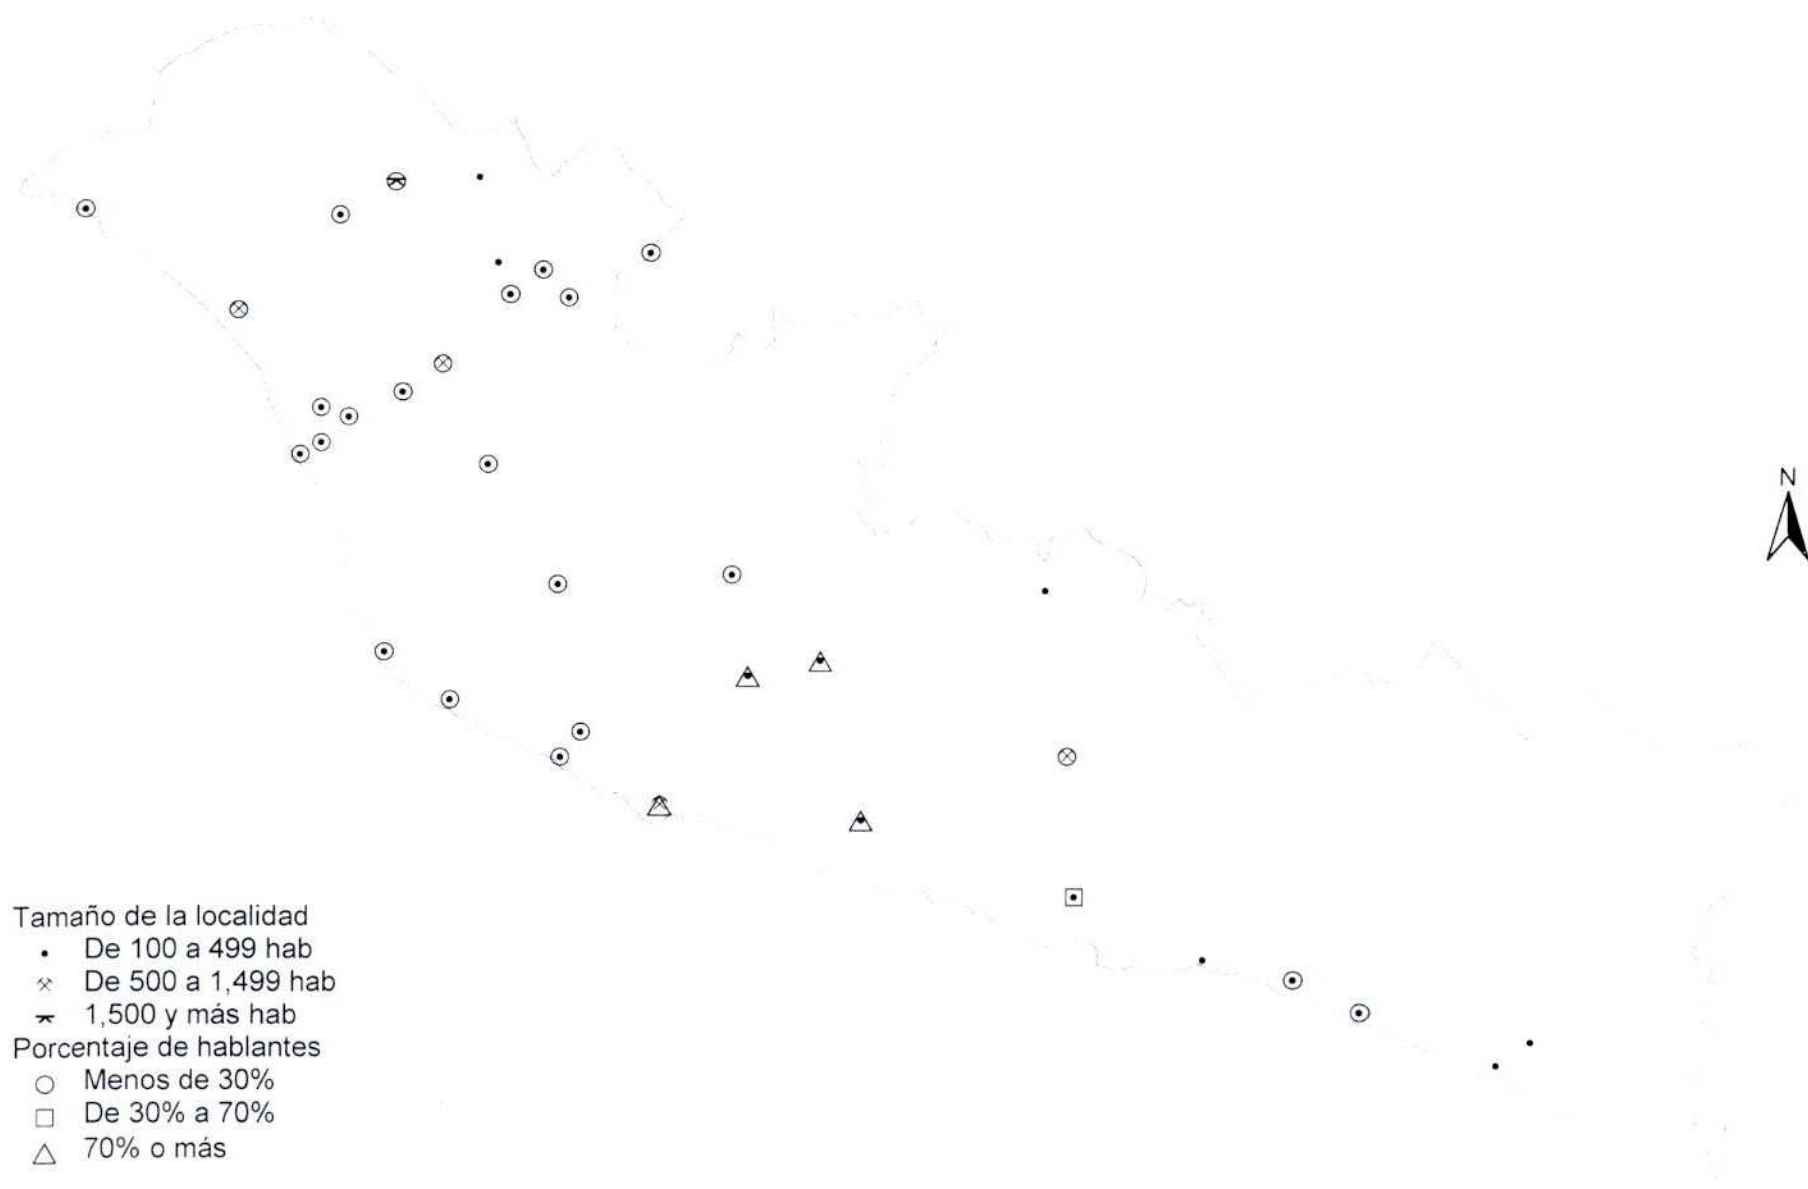 N
Tamaño de la localidad
De 100 a 499 hab
De 500 a 1,499 hab
1,500 y más hab
Porcentaje de hablantes
Menos de 30%
De 30% a 70%
70% o más